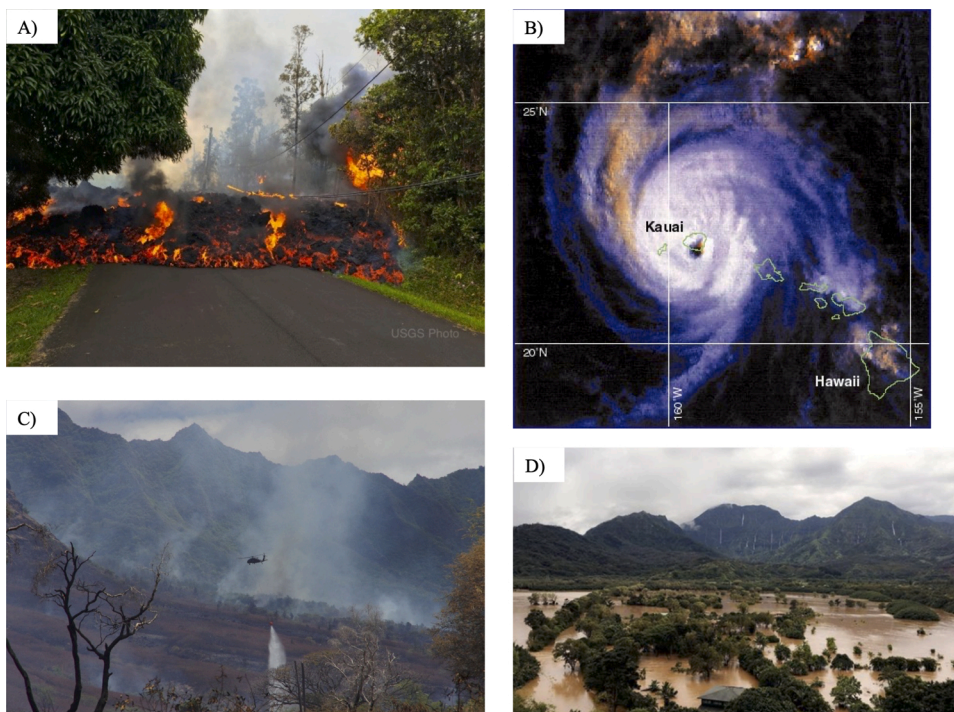 A)
USGS Photo
B)
25°N
Kauai
20°N
Hawaii
160°W
155°W
C)
D)